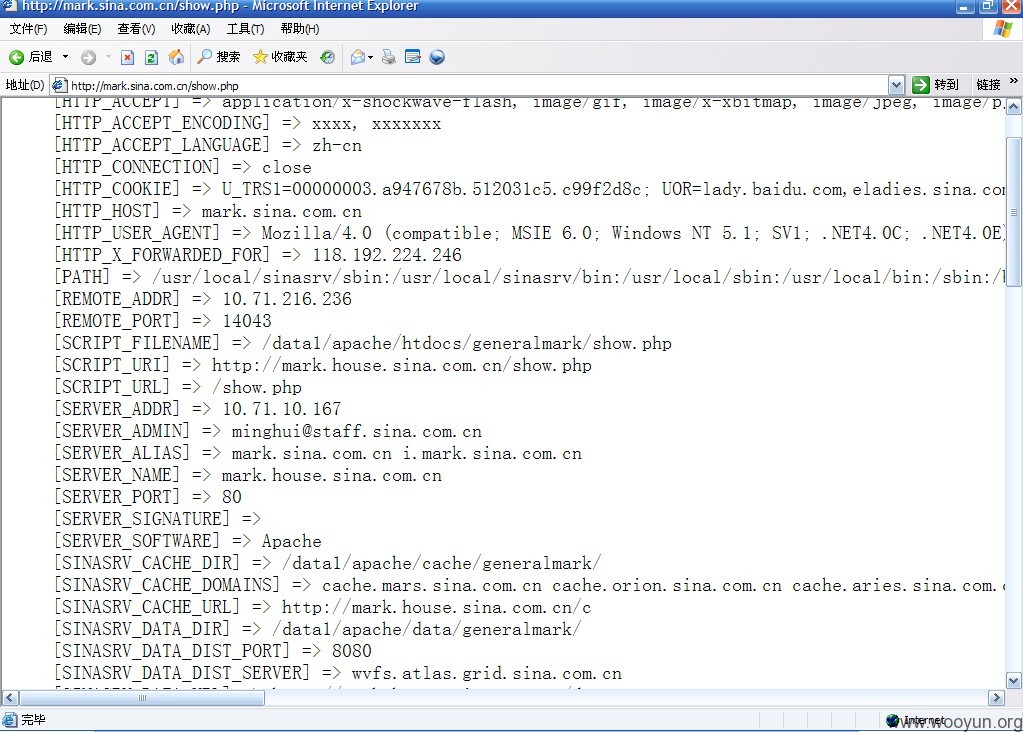 http://mark.sina.com.cn/show.php - Microsoft Internet Explorer
文件(F) 编辑(E) 查看(V) 收藏(A) 工具(T) 帮助(H)
后退 搜索 收藏夹
地址(D) http://mark.sina.com.cn/show.php 转到 链接 »
[HTTP_ACCEPT] => application/x-shockwave-flash, image/gif, image/x-xbitmap, image/jpeg, image/p
[HTTP_ACCEPT_ENCODING] => xxxx, xxxxxxx
[HTTP_ACCEPT_LANGUAGE] => zh-cn
[HTTP_CONNECTION] => close
[HTTP_COOKIE] => U_TRS1=00000003.a947678b.512031c5.c99f2d8c; UOR=lady.baidu.com,eladies.sina.com
[HTTP_HOST] => mark.sina.com.cn
[HTTP_USER_AGENT] => Mozilla/4.0 (compatible; MSIE 6.0; Windows NT 5.1; SV1; .NET4.0C; .NET4.0E)
[HTTP_X_FORWARDED_FOR] => 118.192.224.246
[PATH] => /usr/local/sinasrv/sbin:/usr/local/sinasrv/bin:/usr/local/sbin:/usr/local/bin:/sbin:/b
[REMOTE_ADDR] => 10.71.216.236
[REMOTE_PORT] => 14043
[SCRIPT_FILENAME] => /data1/apache/htdocs/generalmark/show.php
[SCRIPT_URI] => http://mark.house.sina.com.cn/show.php
[SCRIPT_URL] => /show.php
[SERVER_ADDR] => 10.71.10.167
[SERVER_ADMIN] => minghui@staff.sina.com.cn
[SERVER_ALIAS] => mark.sina.com.cn i.mark.sina.com.cn
[SERVER_NAME] => mark.house.sina.com.cn
[SERVER_PORT] => 80
[SERVER_SIGNATURE] =>
[SERVER_SOFTWARE] => Apache
[SINASRV_CACHE_DIR] => /data1/apache/cache/generalmark/
[SINASRV_CACHE_DOMAINS] => cache.mars.sina.com.cn cache.orion.sina.com.cn cache.aries.sina.com.c
[SINASRV_CACHE_URL] => http://mark.house.sina.com.cn/c
[SINASRV_DATA_DIR] => /data1/apache/data/generalmark/
[SINASRV_DATA_DIST_PORT] => 8080
[SINASRV_DATA_DIST_SERVER] => wvfs.atlas.grid.sina.com.cn
完毕 Internet
www.wooyun.org